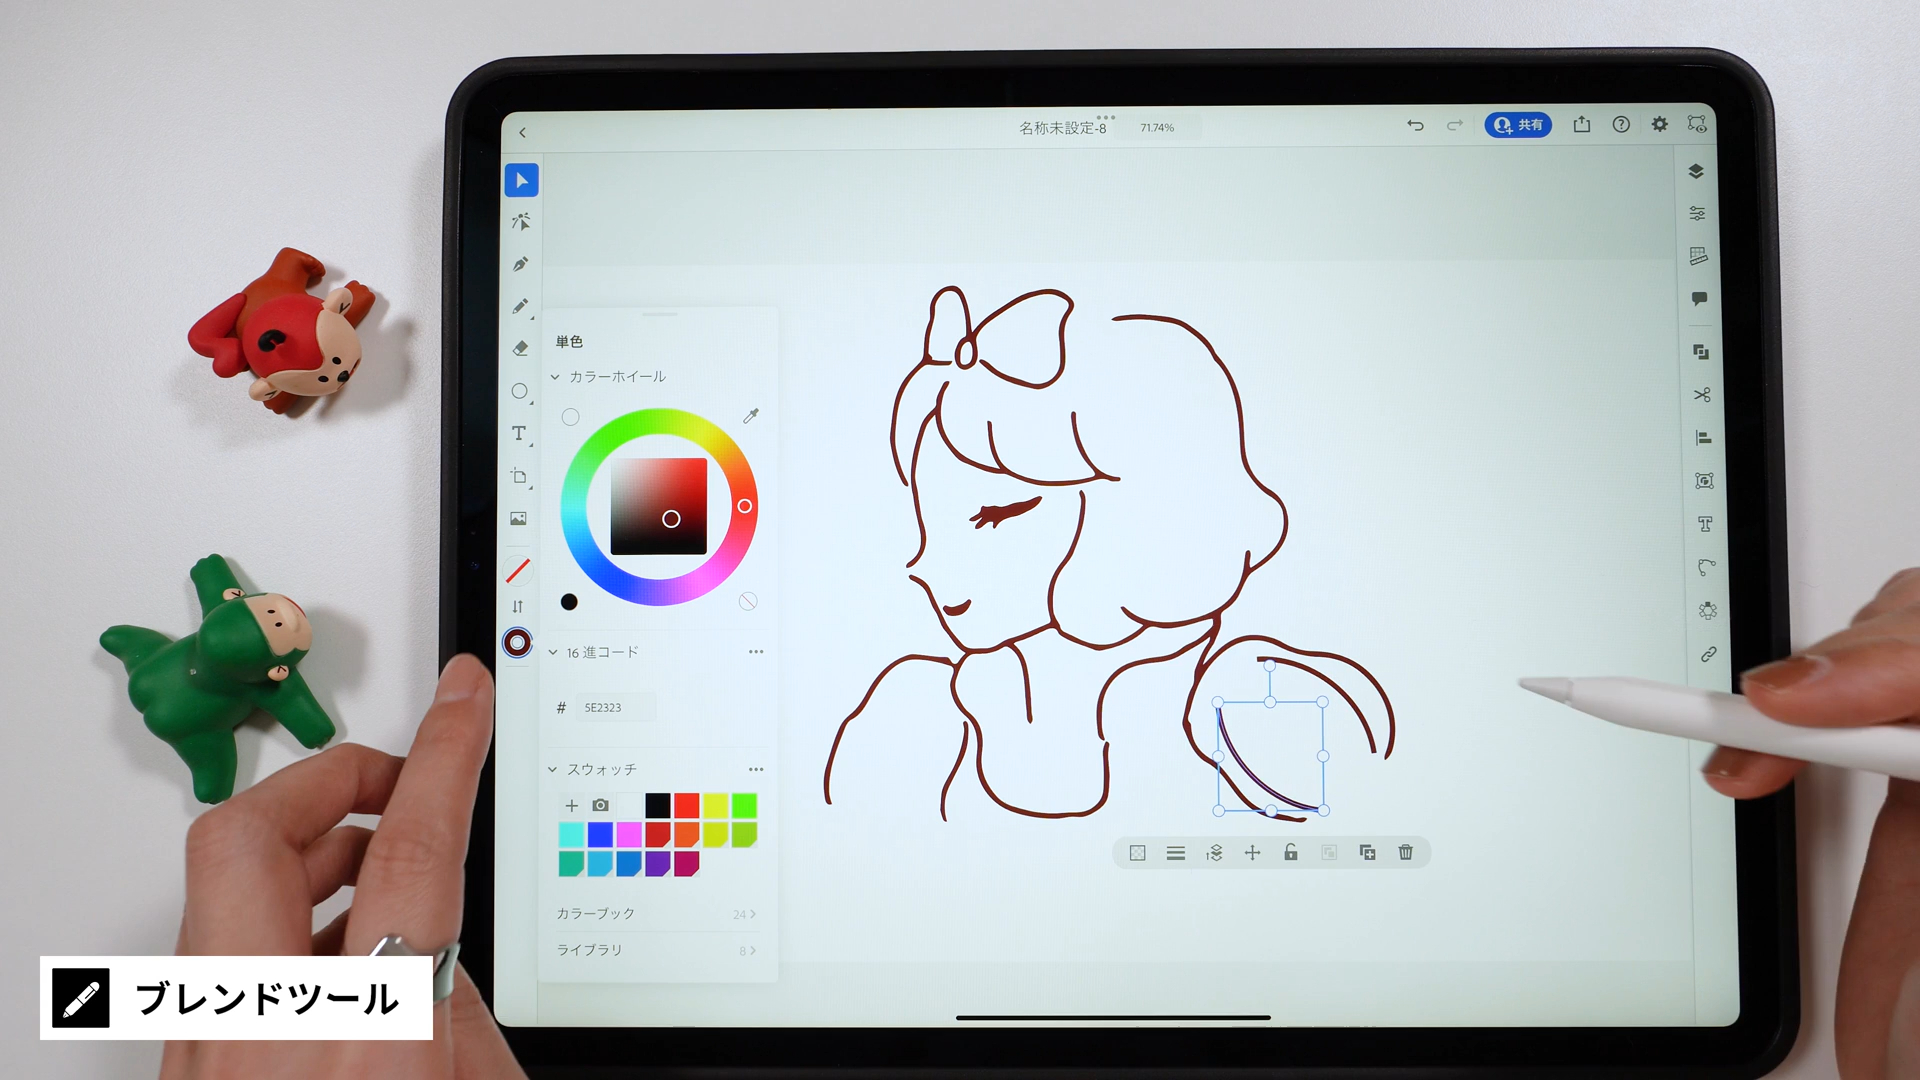 名称未設定-8
71.74%
共有
単色
カラーホイール
16 進コード
# 5E2323
スウォッチ
カラーブック 24
ライブラリ 8
ブレンドツール